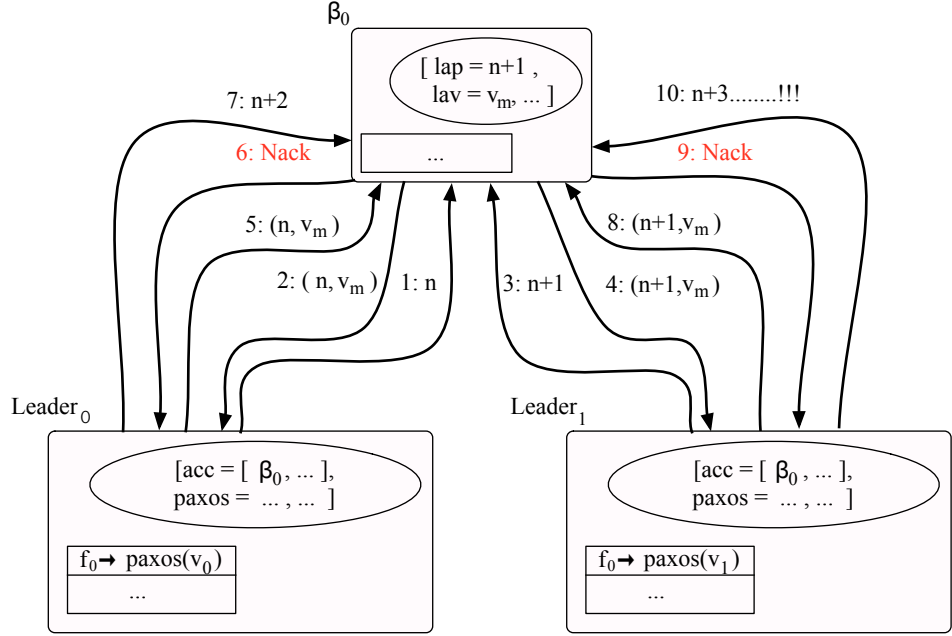 β0
[ lap = n+1 ,
lav = vm, ... ]
...
7: n+2
10: n+3........!!!
6: Nack
9: Nack
5: (n, vm )
8: (n+1,vm)
2: ( n, vm )
1: n
3: n+1
4: (n+1,vm)
Leader0
Leader1
[acc = [ β0, ... ],
paxos = ... , ... ]
f0→ paxos(v0)
...
[acc = [ β0, ... ],
paxos = ... , ... ]
f0→ paxos(v1)
...